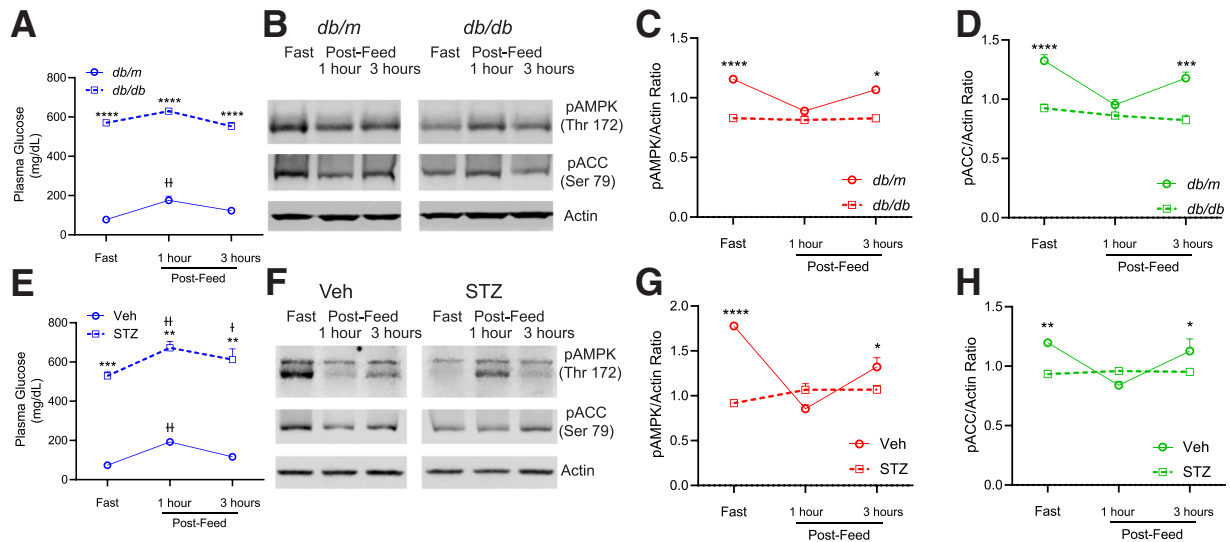 A
db/m
db/db
Plasma Glucose
(mg/dL)
800
600
400
200
0
****
****
****
ƗƗ
Fast
1 hour
3 hours
Post-Feed
B
db/m
db/db
Fast
Post-Feed
Fast
Post-Feed
1 hour
3 hours
1 hour
3 hours
pAMPK
(Thr 172)
pACC
(Ser 79)
Actin
C
pAMPK/Actin Ratio
1.5
1.0
0.5
0.0
****
*
db/m
db/db
Fast
1 hour
3 hours
Post-Feed
D
pACC/Actin Ratio
1.5
1.0
0.5
0.0
****
***
db/m
db/db
Fast
1 hour
3 hours
Post-Feed
E
Veh
STZ
Plasma Glucose
(mg/dL)
800
600
400
200
0
***
ƗƗ
**
Ɨ
**
ƗƗ
Fast
1 hour
3 hours
Post-Feed
F
Veh
STZ
Fast
Post-Feed
Fast
Post-Feed
1 hour
3 hours
1 hour
3 hours
pAMPK
(Thr 172)
pACC
(Ser 79)
Actin
G
pAMPK/Actin Ratio
2.0
1.5
1.0
0.5
0.0
****
*
Veh
STZ
Fast
1 hour
3 hours
Post-Feed
H
pACC/Actin Ratio
1.5
1.0
0.5
0.0
**
*
Veh
STZ
Fast
1 hour
3 hours
Post-Feed